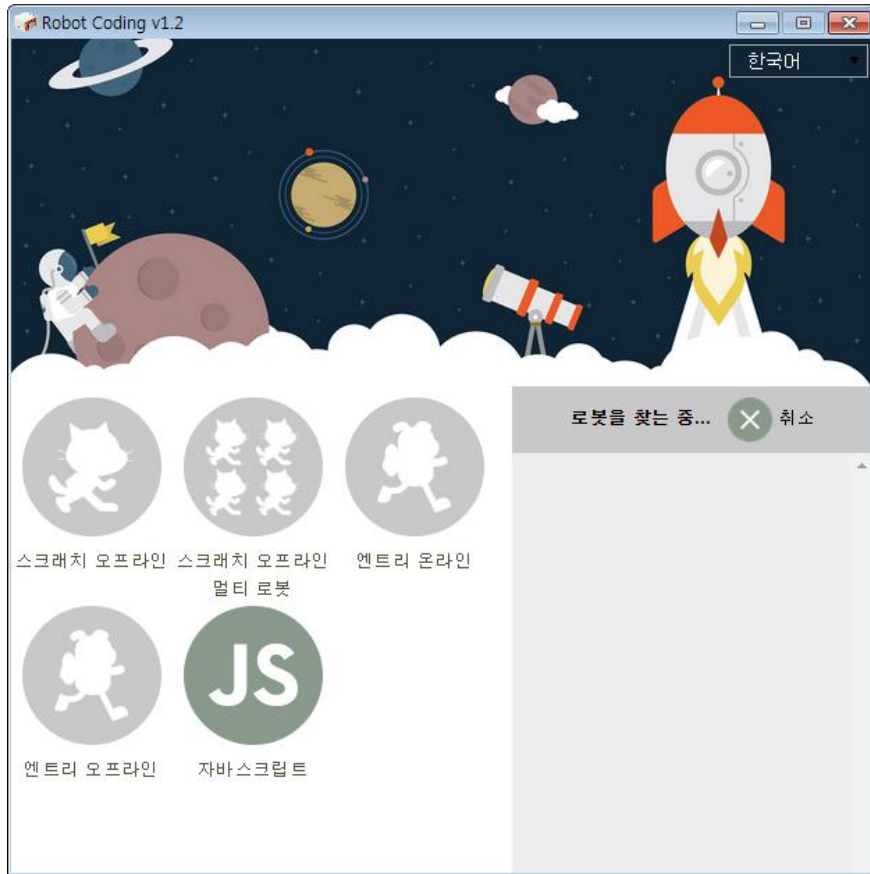 Robot Coding v1.2
한국어
로봇을 찾는 중...
취소
스크래치 오프라인
스크래치 오프라인
멀티 로봇
엔트리 온라인
엔트리 오프라인
JS
자바스크립트